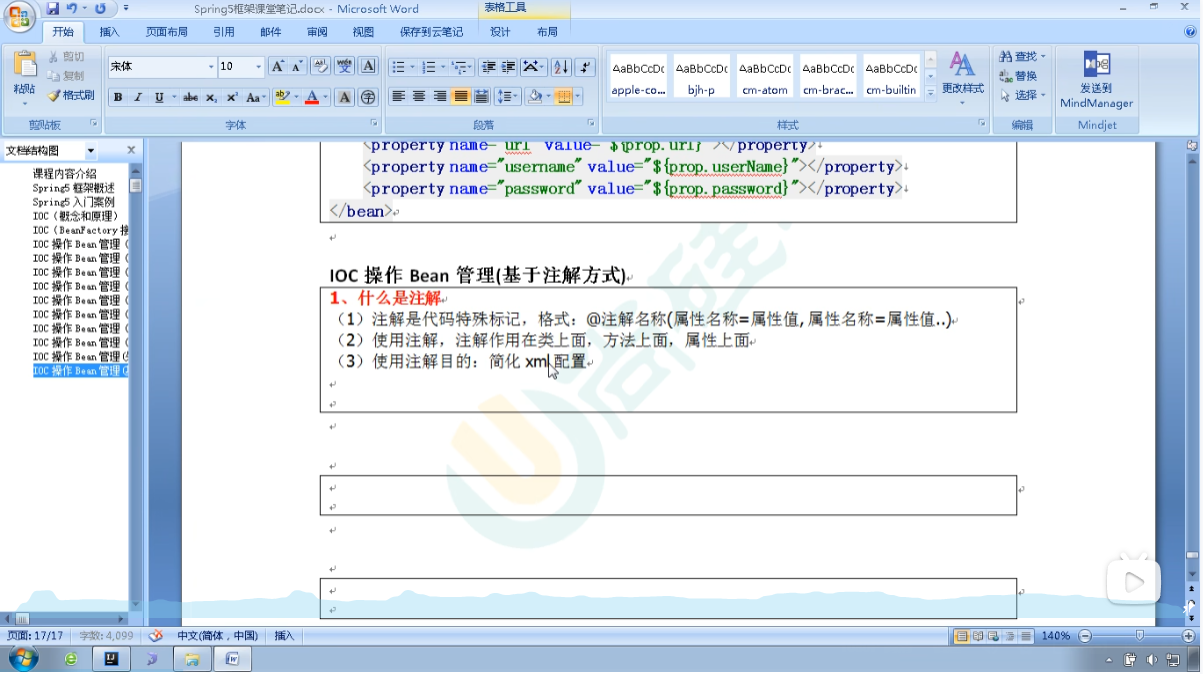 Spring5框架课堂笔记.docx - Microsoft Word
表格工具
开始 插入 页面布局 引用 邮件 审阅 视图 保存到云笔记 设计 布局
粘贴
剪切
复制
格式刷
剪贴板
宋体 10
字体
段落
AaBbCcDc AaBbCcDc AaBbCcDc AaBbCcDc AaBbCcDc
apple-co... bjh-p cm-atom cm-brac... cm-builtin
更改样式
样式
查找
替换
选择
编辑
发送到
MindManager
Mindjet
文档结构图
课程内容介绍
Spring5 框架概述
Spring5 入门案例
IOC（概念和原理）
IOC（BeanFactory 接
IOC 操作 Bean 管理（
IOC 操作 Bean 管理（
IOC 操作 Bean 管理（
IOC 操作 Bean 管理（
IOC 操作 Bean 管理（
IOC 操作 Bean 管理（
IOC 操作 Bean 管理（
IOC 操作 Bean 管理（
IOC 操作 Bean 管理(
IOC 操作 Bean 管理(
<property name="url" value="${prop.url}"></property>
<property name="username" value="${prop.userName}"></property>
<property name="password" value="${prop.password}"></property>
</bean>
IOC 操作 Bean 管理(基于注解方式)
1、什么是注解
（1）注解是代码特殊标记，格式：@注解名称(属性名称=属性值, 属性名称=属性值..)
（2）使用注解，注解作用在类上面，方法上面，属性上面
（3）使用注解目的：简化 xml 配置
页面: 17/17 字数: 4,099 中文(简体，中国) 插入 140%